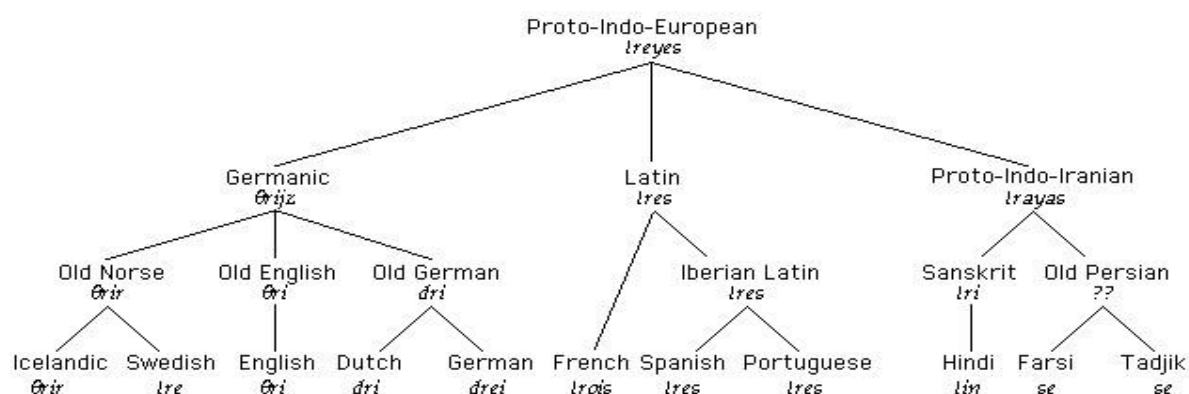 Proto-Indo-European
treyes
Germanic Latin Proto-Indo-Iranian
θrijz tres trayas
Old Norse Old English Old German Iberian Latin Sanskrit Old Persian
θrir θri đri tres tri ??
Icelandic Swedish English Dutch German French Spanish Portuguese Hindi Farsi Tadjik
θrir tre θri đri drei trois tres tres tin se se